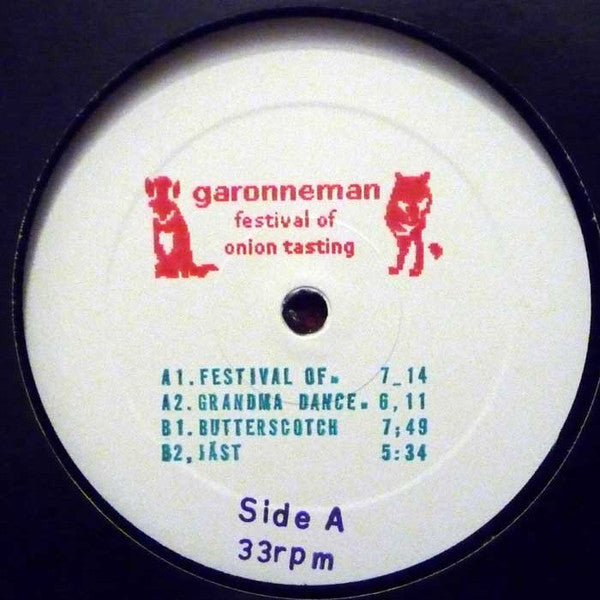 garonneman
festival of
onion tasting
A1.FESTIVAL OF. 7_14
A2.GRANDMA DANCE. 6,11
B1.BUTTERSCOTCH 7;49
B2,JÄST 5:34
Side A
33rpm